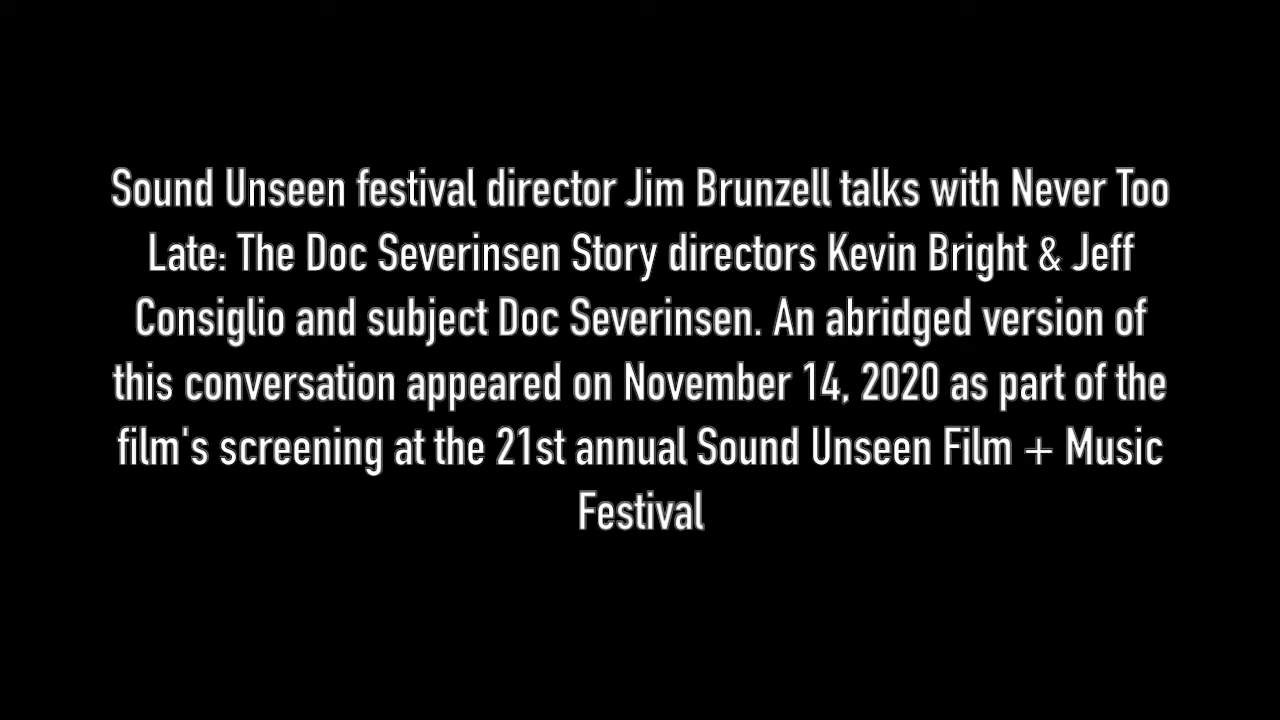 Sound Unseen festival director Jim Brunzell talks with Never Too
Late: The Doc Severinsen Story directors Kevin Bright & Jeff
Consiglio and subject Doc Severinsen. An abridged version of
this conversation appeared on November 14, 2020 as part of the
film's screening at the 21st annual Sound Unseen Film + Music
Festival